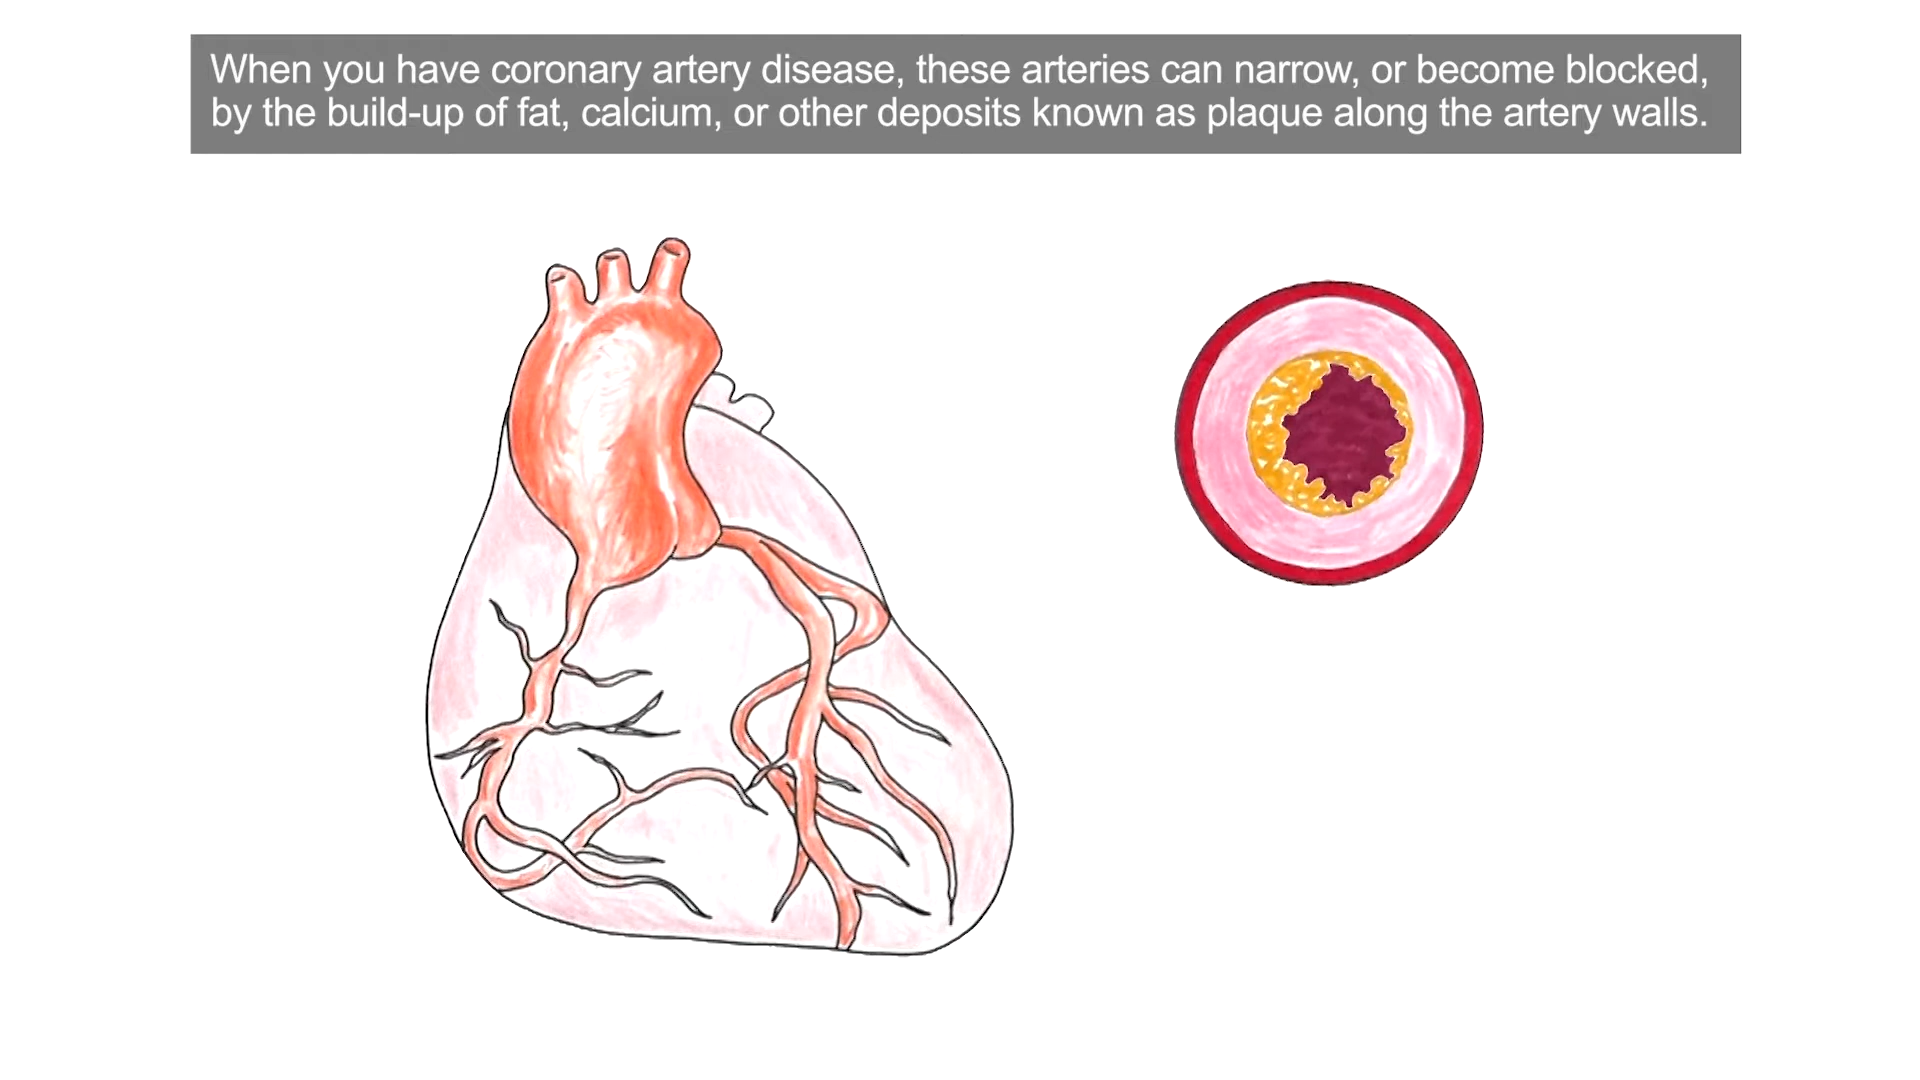 When you have coronary artery disease, these arteries can narrow, or become blocked,
by the build-up of fat, calcium, or other deposits known as plaque along the artery walls.